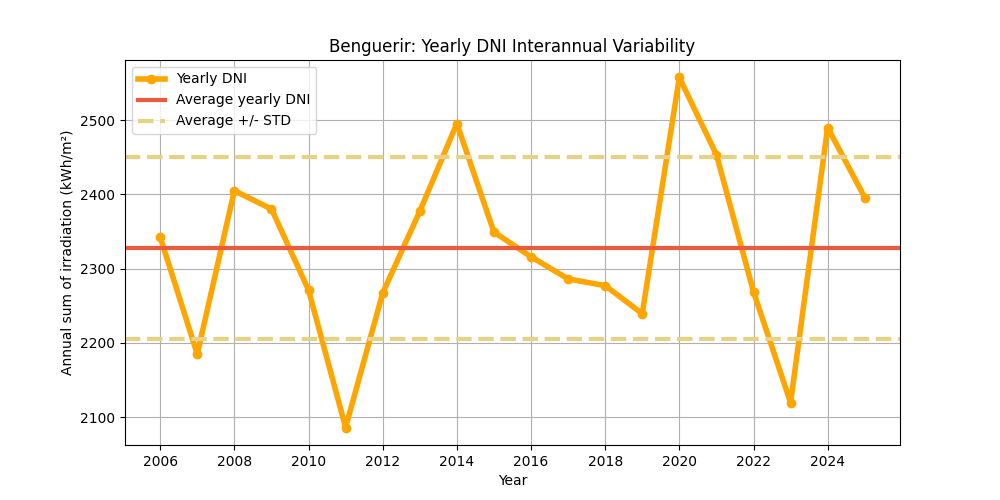 Benguerir: Yearly DNI Interannual Variability
Yearly DNI
Average yearly DNI
Average +/- STD
Annual sum of irradiation (kWh/m²)
2500
2400
2300
2200
2100
2006 2008 2010 2012 2014 2016 2018 2020 2022 2024
Year